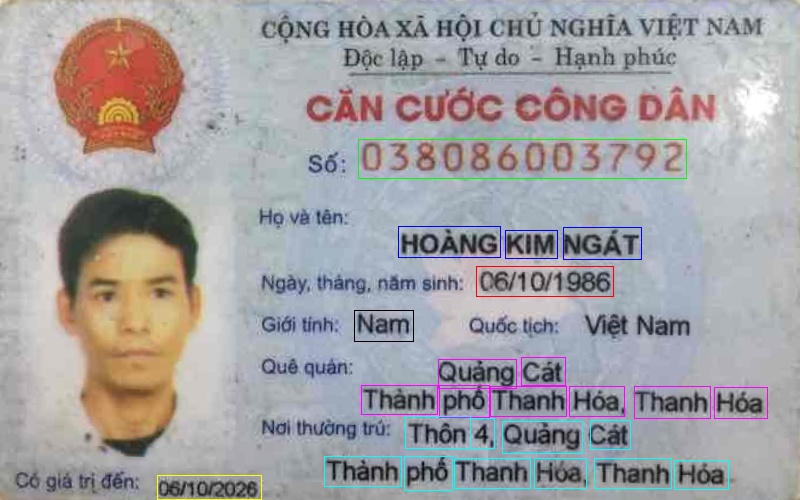 CỘNG HÒA XÃ HỘI CHỦ NGHĨA VIỆT NAM
Độc lập - Tự do - Hạnh phúc
CĂN CƯỚC CÔNG DÂN
Số: 038086003792
Họ và tên:
HOÀNG KIM NGÁT
Ngày, tháng, năm sinh: 06/10/1986
Giới tính: Nam Quốc tịch: Việt Nam
Quê quán: Quảng Cát
Thành phố Thanh Hóa, Thanh Hóa
Nơi thường trú: Thôn 4, Quảng Cát
Thành phố Thanh Hóa, Thanh Hóa
Có giá trị đến: 06/10/2026